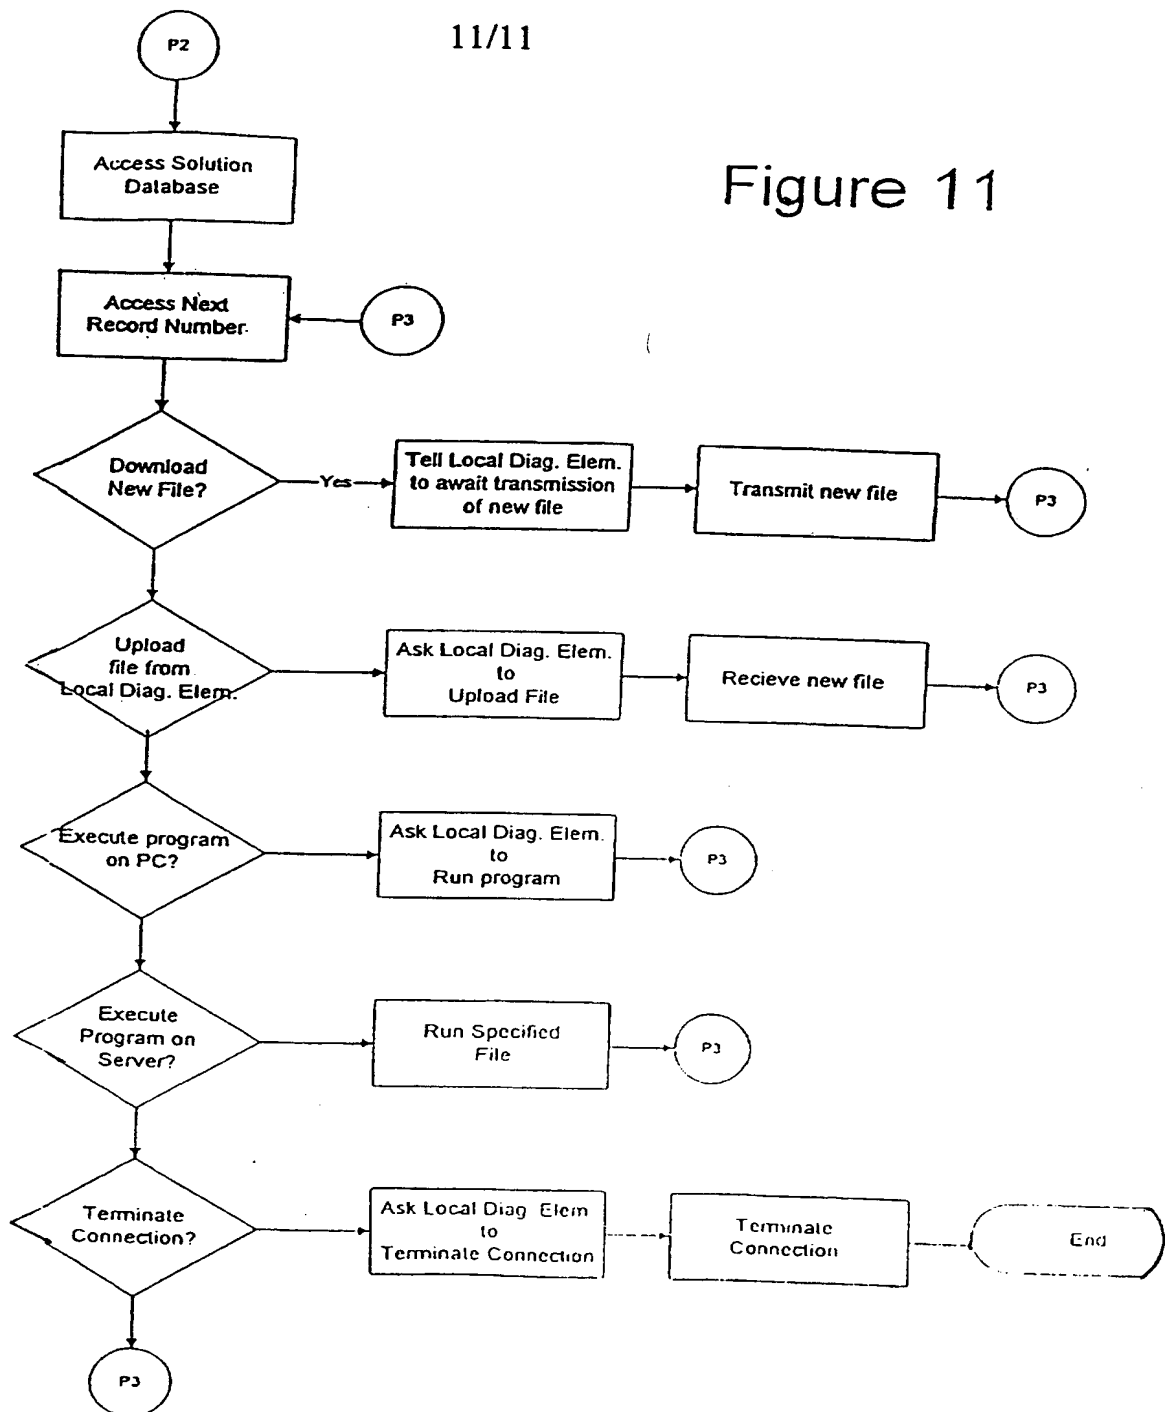 11/11
Figure 11
P2
Access Solution
Database
Access Next
Record Number
P3
Download
New File?
Yes
Tell Local Diag. Elem.
to await transmission
of new file
Transmit new file
P3
Upload
file from
Local Diag. Elem.
Ask Local Diag. Elem.
to
Upload File
Recieve new file
P3
Execute program
on PC?
Ask Local Diag. Elem.
to
Run program
P3
Execute
Program on
Server?
Run Specified
File
P3
Terminate
Connection?
Ask Local Diag Elem
to
Terminate Connection
Terminate
Connection
End
P3